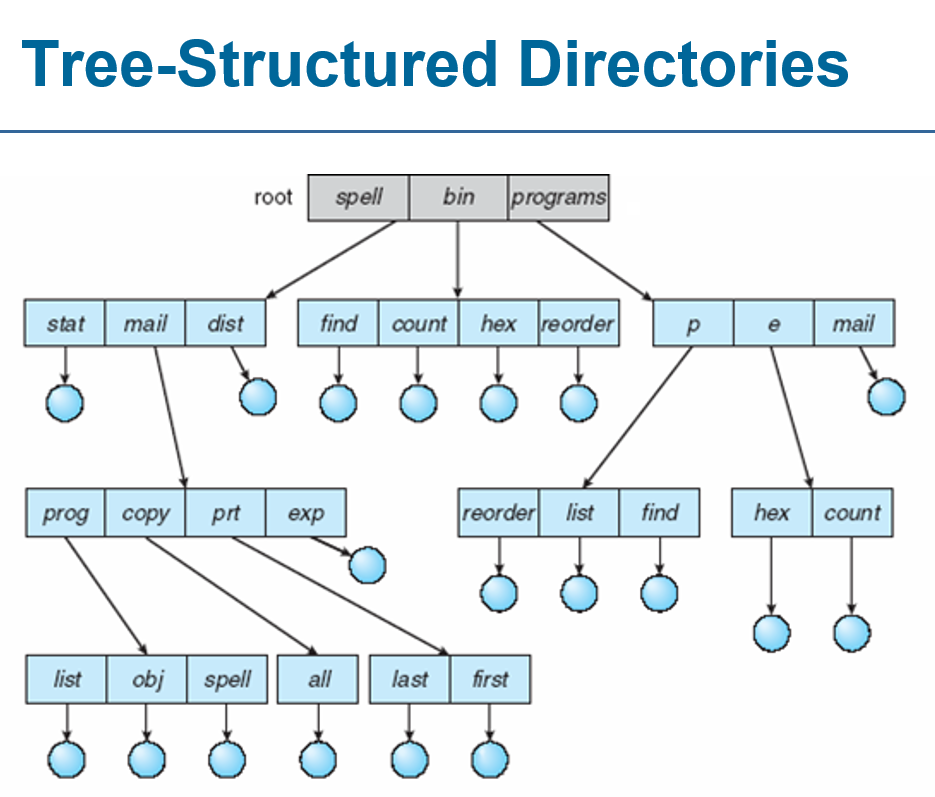 Tree-Structured Directories
root spell bin programs
stat mail dist find count hex reorder p e mail
prog copy prt exp reorder list find hex count
list obj spell all last first